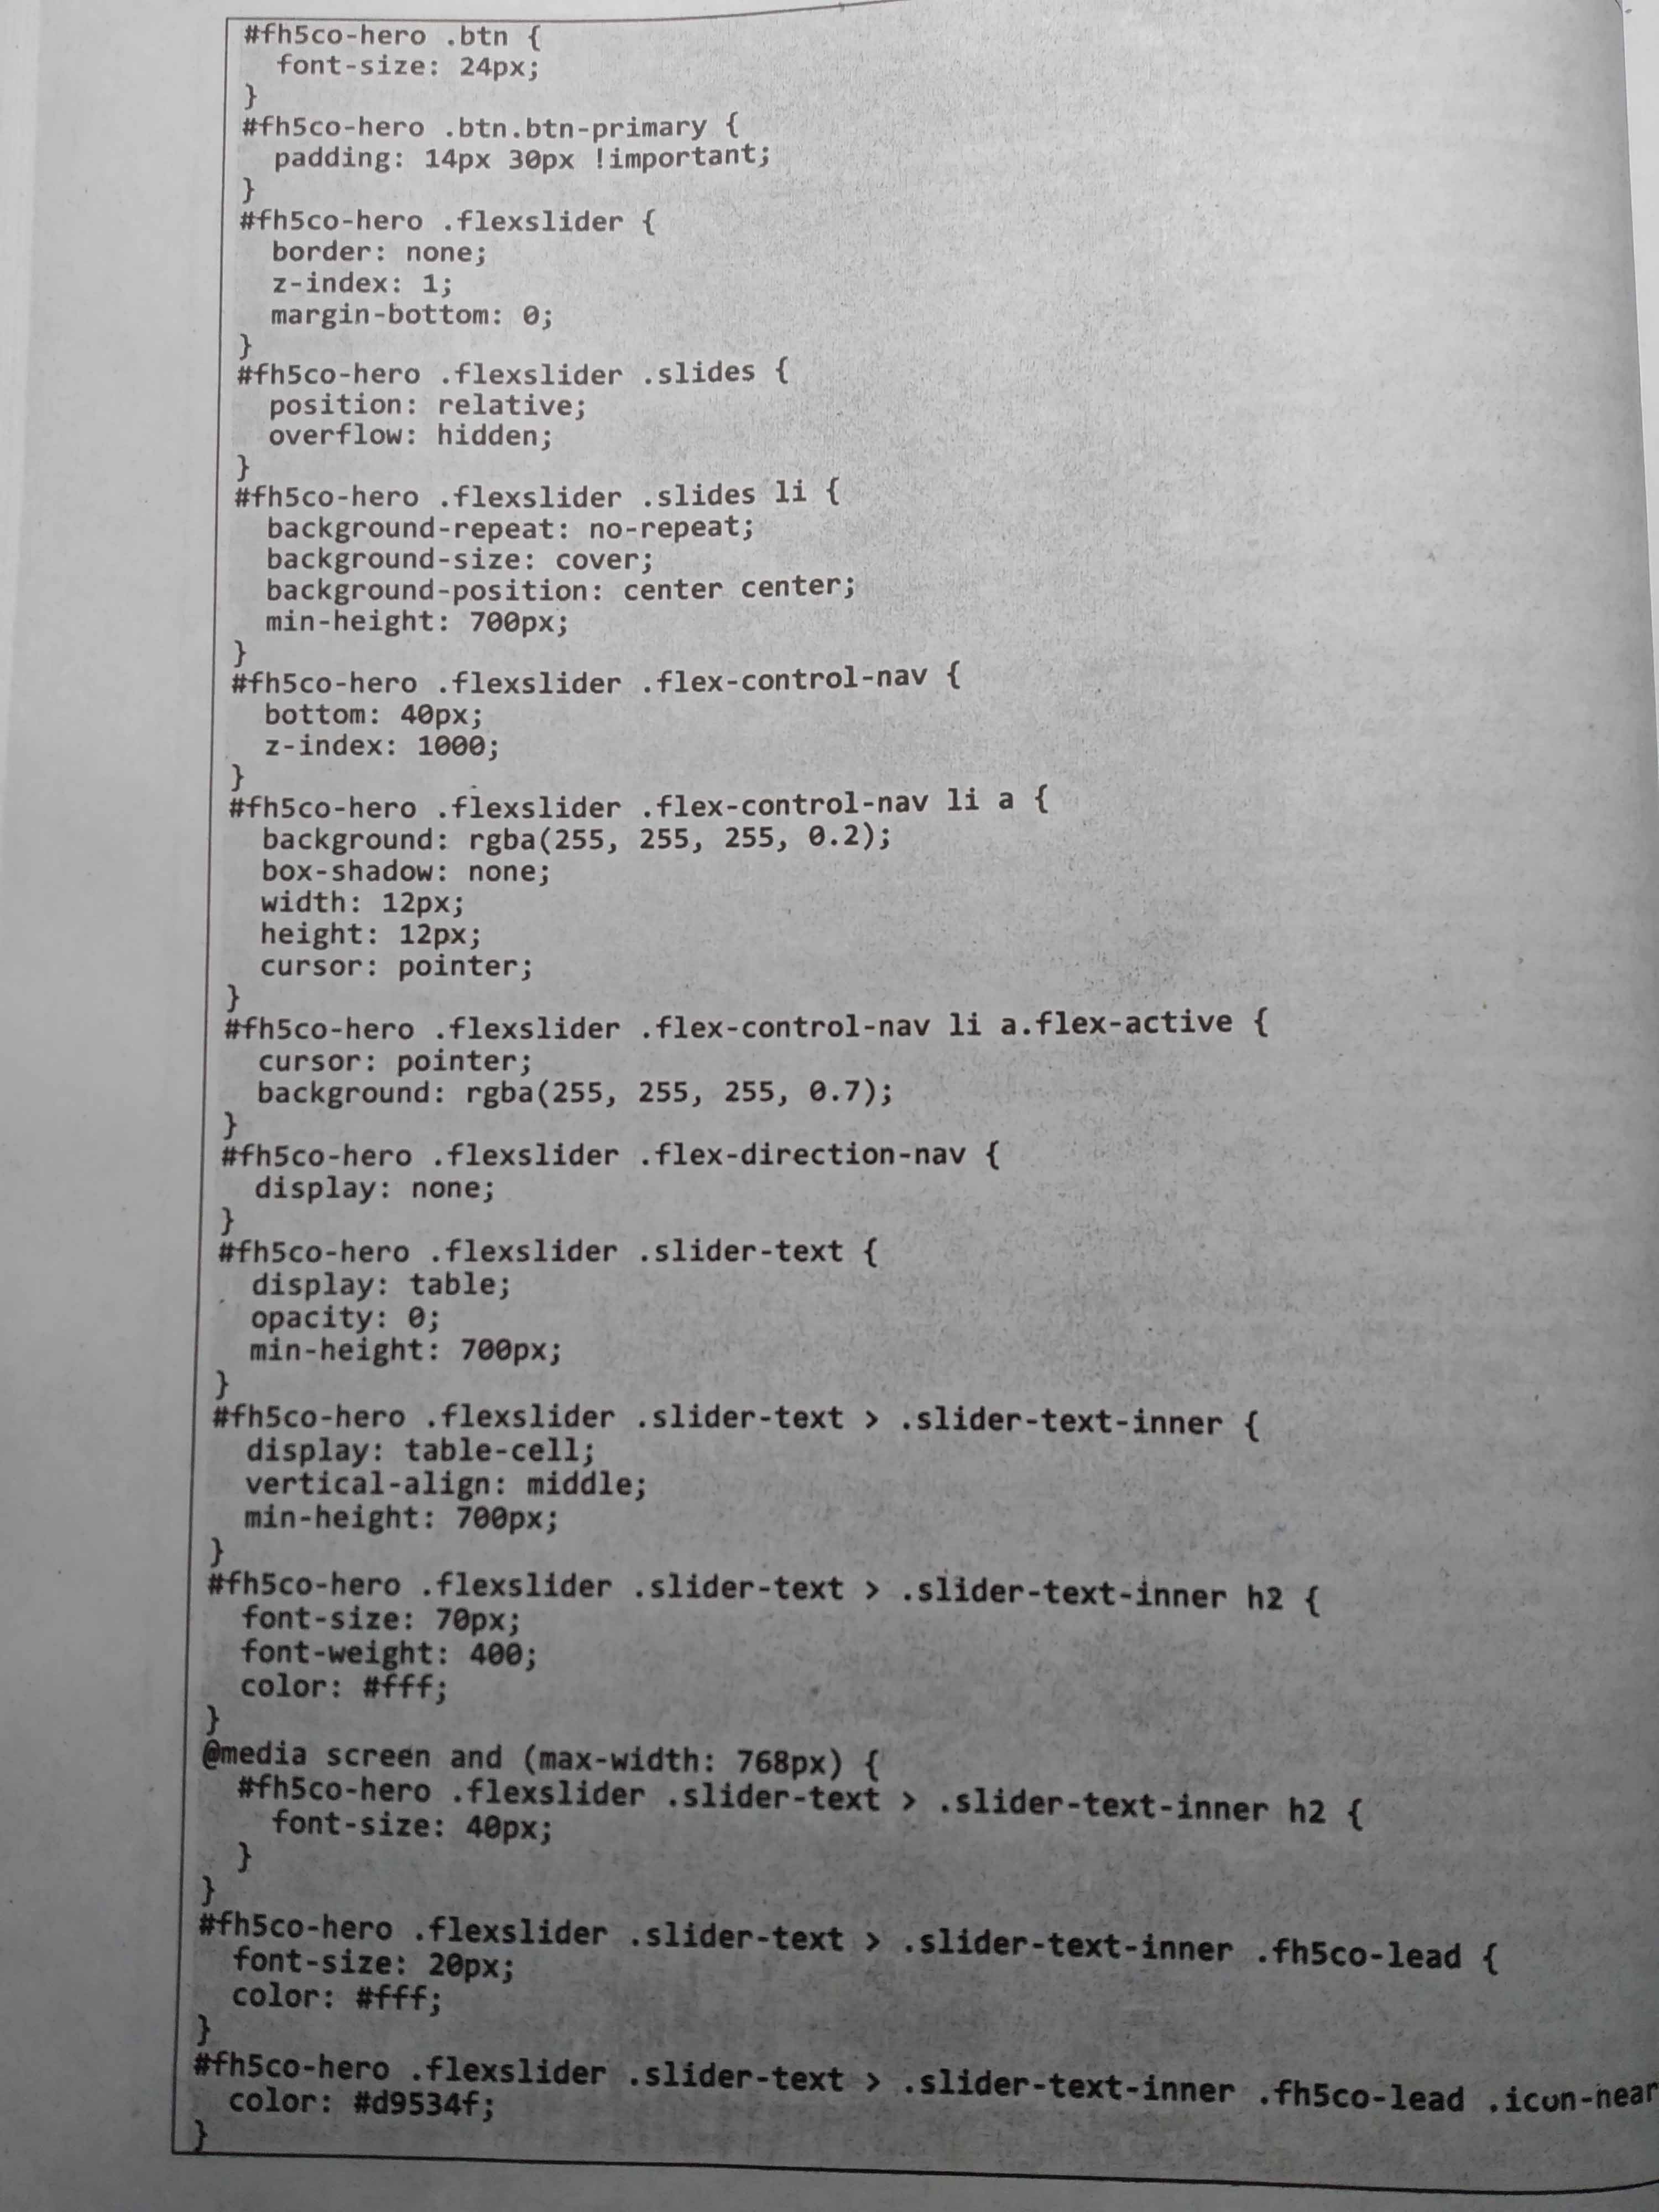 #fh5co-hero .btn {
  font-size: 24px;
}
#fh5co-hero .btn.btn-primary {
  padding: 14px 30px !important;
}
#fh5co-hero .flexslider {
  border: none;
  z-index: 1;
  margin-bottom: 0;
}
#fh5co-hero .flexslider .slides {
  position: relative;
  overflow: hidden;
}
#fh5co-hero .flexslider .slides li {
  background-repeat: no-repeat;
  background-size: cover;
  background-position: center center;
  min-height: 700px;
}
#fh5co-hero .flexslider .flex-control-nav {
  bottom: 40px;
  z-index: 1000;
}
#fh5co-hero .flexslider .flex-control-nav li a {
  background: rgba(255, 255, 255, 0.2);
  box-shadow: none;
  width: 12px;
  height: 12px;
  cursor: pointer;
}
#fh5co-hero .flexslider .flex-control-nav li a.flex-active {
  cursor: pointer;
  background: rgba(255, 255, 255, 0.7);
}
#fh5co-hero .flexslider .flex-direction-nav {
  display: none;
}
#fh5co-hero .flexslider .slider-text {
  display: table;
  opacity: 0;
  min-height: 700px;
}
#fh5co-hero .flexslider .slider-text > .slider-text-inner {
  display: table-cell;
  vertical-align: middle;
  min-height: 700px;
}
#fh5co-hero .flexslider .slider-text > .slider-text-inner h2 {
  font-size: 70px;
  font-weight: 400;
  color: #fff;
}
@media screen and (max-width: 768px) {
  #fh5co-hero .flexslider .slider-text > .slider-text-inner h2 {
    font-size: 40px;
  }
}
#fh5co-hero .flexslider .slider-text > .slider-text-inner .fh5co-lead {
  font-size: 20px;
  color: #fff;
}
#fh5co-hero .flexslider .slider-text > .slider-text-inner .fh5co-lead .icon-near
  color: #d9534f;
}